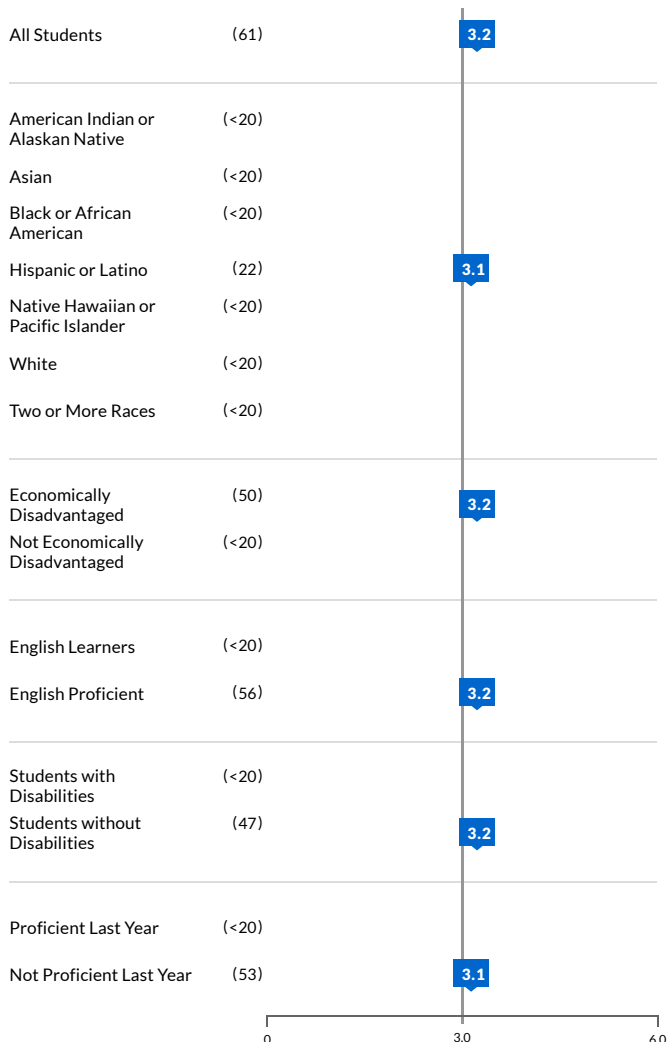 All Students (61) 3.2
American Indian or (<20)
Alaskan Native
Asian (<20)
Black or African (<20)
American
Hispanic or Latino (22) 3.1
Native Hawaiian or (<20)
Pacific Islander
White (<20)
Two or More Races (<20)
Economically (50) 3.2
Disadvantaged
Not Economically (<20)
Disadvantaged
English Learners (<20)
English Proficient (56) 3.2
Students with (<20)
Disabilities
Students without (47) 3.2
Disabilities
Proficient Last Year (<20)
Not Proficient Last Year (53) 3.1
0 3.0 6.0